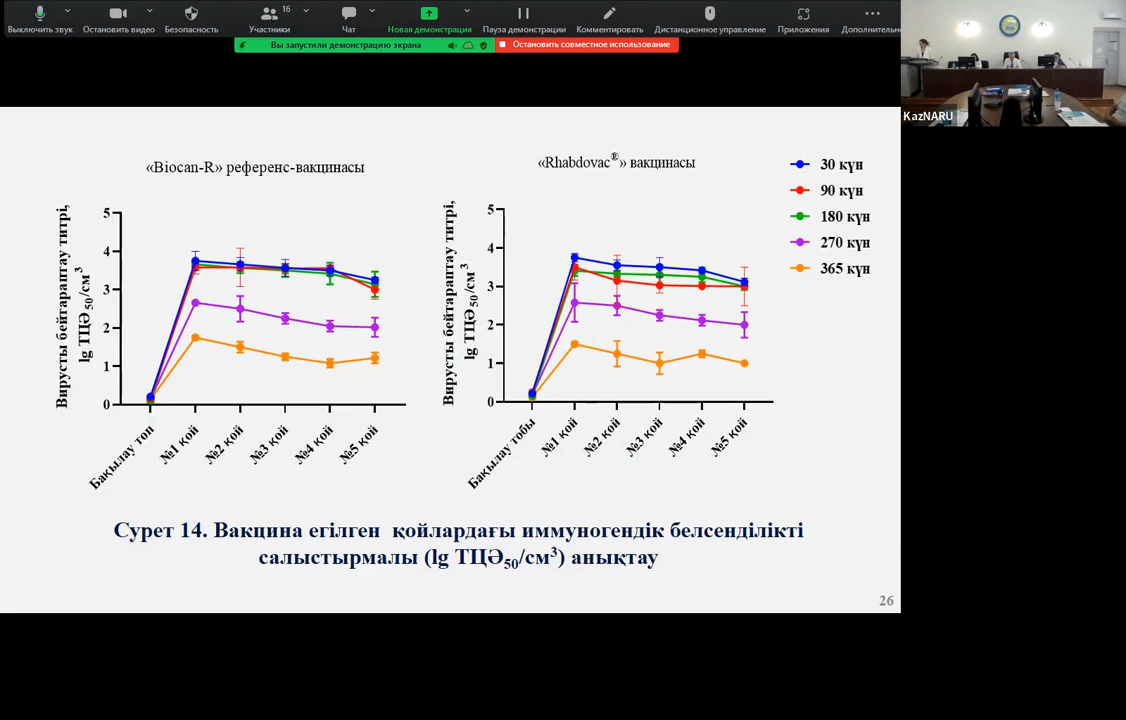 16
Выключить звук
Остановить видео
Безопасность
Участники
Чат
Новая демонстрация
Пауза демонстрации
Комментировать
Дистанционное управление
Приложения
Дополнительно
Вы запустили демонстрацию экрана
Остановить совместное использование
KazNARU
«Biocan-R» референс-вакцинасы
Вирусты бейтараптау титрі,
lg ТЦӘ50/см3
5
4
3
2
1
0
Бақылау топ
№1 қой
№2 қой
№3 қой
№4 қой
№5 қой
«Rhabdovac®» вакцинасы
Вирусты бейтараптау титрі,
lg ТЦӘ50/см3
5
4
3
2
1
0
Бақылау тобы
№1 қой
№2 қой
№3 қой
№4 қой
№5 қой
30 күн
90 күн
180 күн
270 күн
365 күн
Сурет 14. Вакцина егілген қойлардағы иммуногендік белсенділікті
салыстырмалы (lg ТЦӘ50/см3) анықтау
26